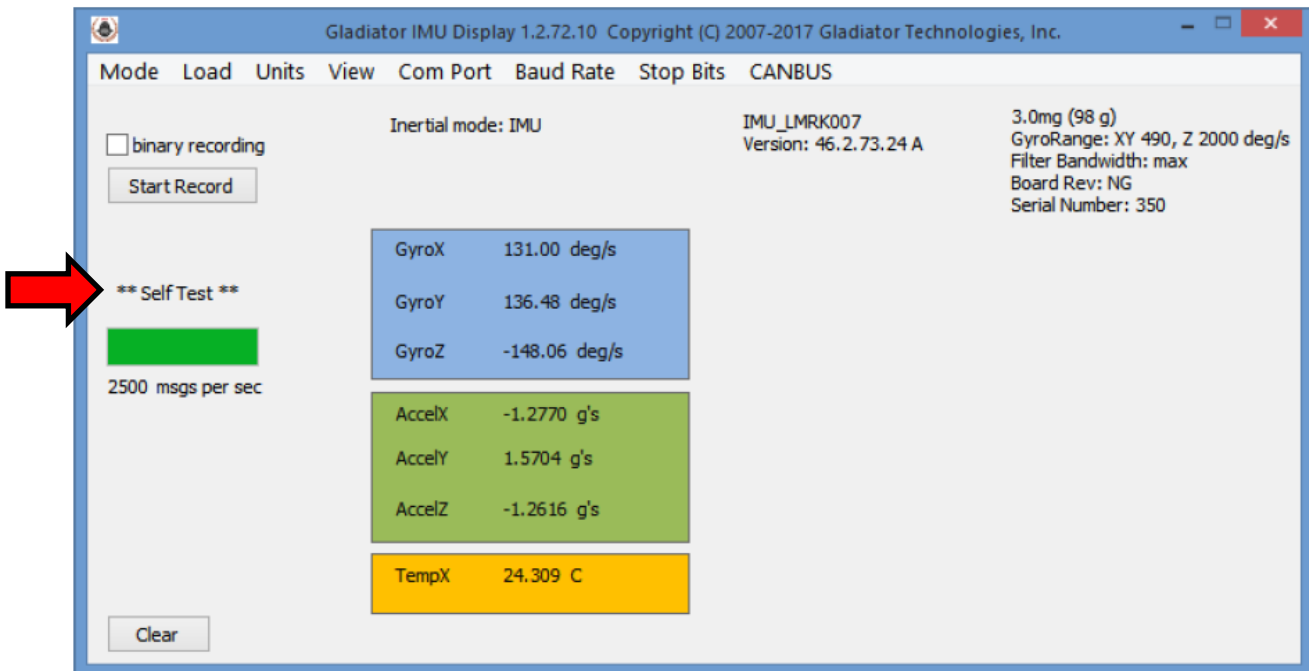 Gladiator IMU Display 1.2.72.10 Copyright (C) 2007-2017 Gladiator Technologies, Inc.
Mode Load Units View Com Port Baud Rate Stop Bits CANBUS
binary recording
Start Record
Inertial mode: IMU
IMU_LMRK007
Version: 46.2.73.24 A
3.0mg (98 g)
GyroRange: XY 490, Z 2000 deg/s
Filter Bandwidth: max
Board Rev: NG
Serial Number: 350
** Self Test **
2500 msgs per sec
GyroX 131.00 deg/s
GyroY 136.48 deg/s
GyroZ -148.06 deg/s
AccelX -1.2770 g's
AccelY 1.5704 g's
AccelZ -1.2616 g's
TempX 24.309 C
Clear